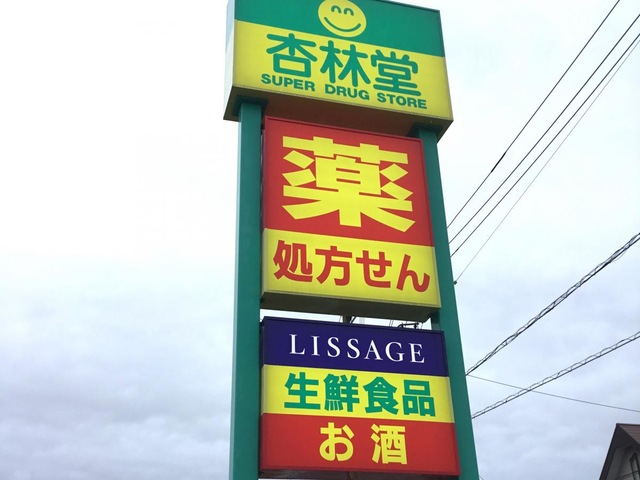 杏林堂
SUPER DRUG STORE
薬
処方せん
LISSAGE
生鮮食品
お酒